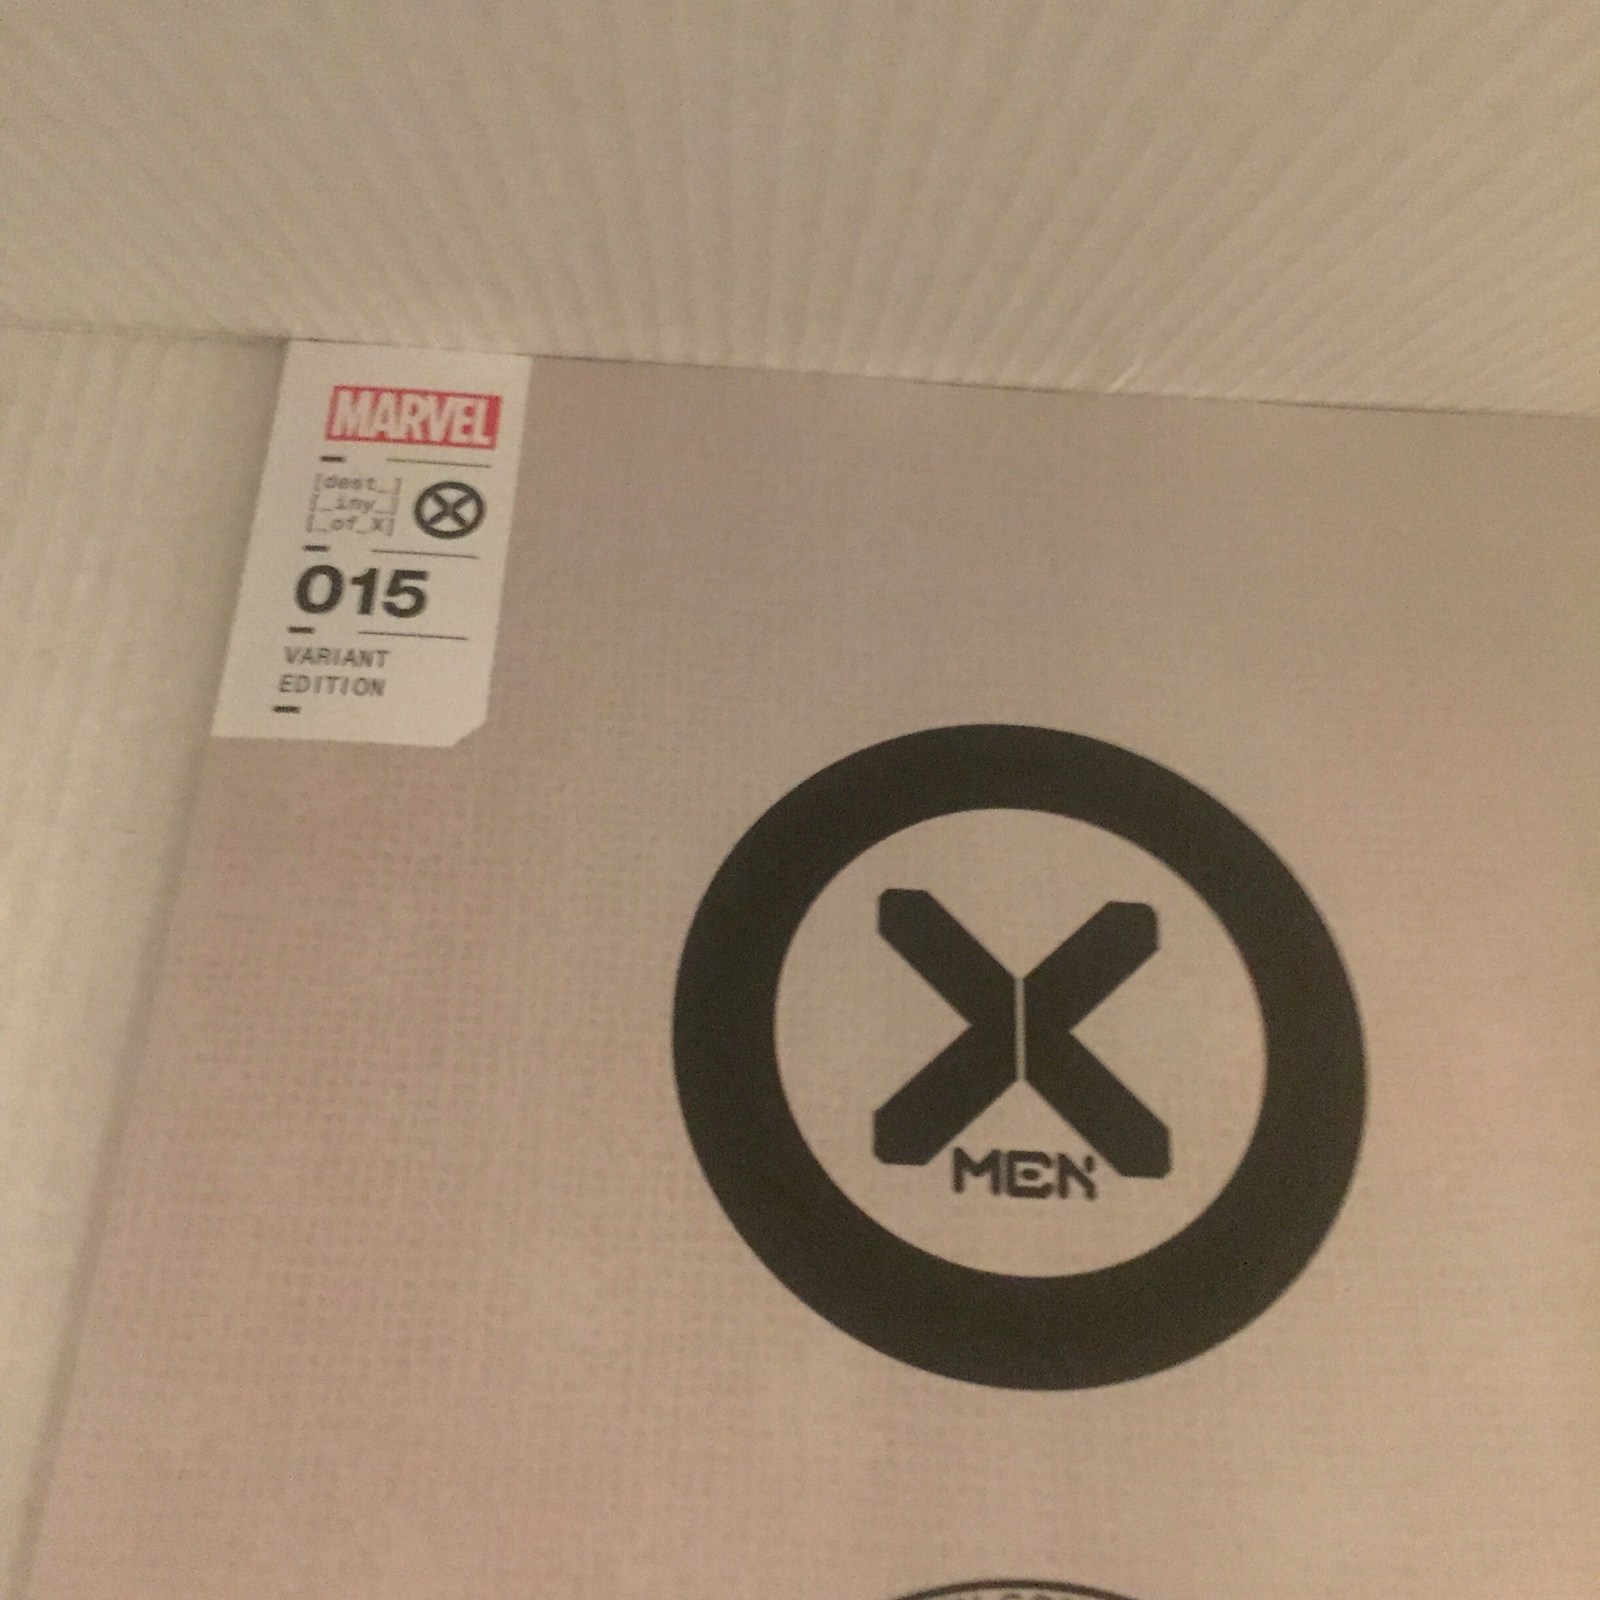 MARVEL
[dest_]
[_iny_]
[_of_X]
015
VARIANT
EDITION
X
MEN